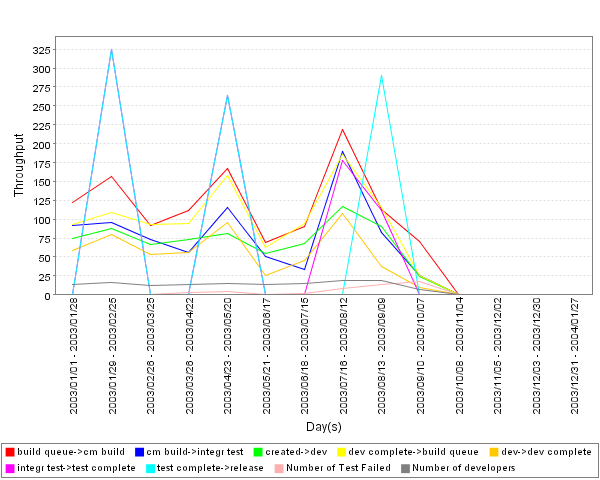 325
300
275
250
225
200
175
150
125
100
75
50
25
0
Throughput
2003/01/01 - 2003/01/28
2003/01/29 - 2003/02/25
2003/02/26 - 2003/03/25
2003/03/26 - 2003/04/22
2003/04/23 - 2003/05/20
2003/05/21 - 2003/06/17
2003/06/18 - 2003/07/15
2003/07/16 - 2003/08/12
2003/08/13 - 2003/09/09
2003/09/10 - 2003/10/07
2003/10/08 - 2003/11/04
2003/11/05 - 2003/12/02
2003/12/03 - 2003/12/30
2003/12/31 - 2004/01/27
Day(s)
build queue->cm build cm build->integr test created->dev dev complete->build queue dev->dev complete
integr test->test complete test complete->release Number of Test Failed Number of developers